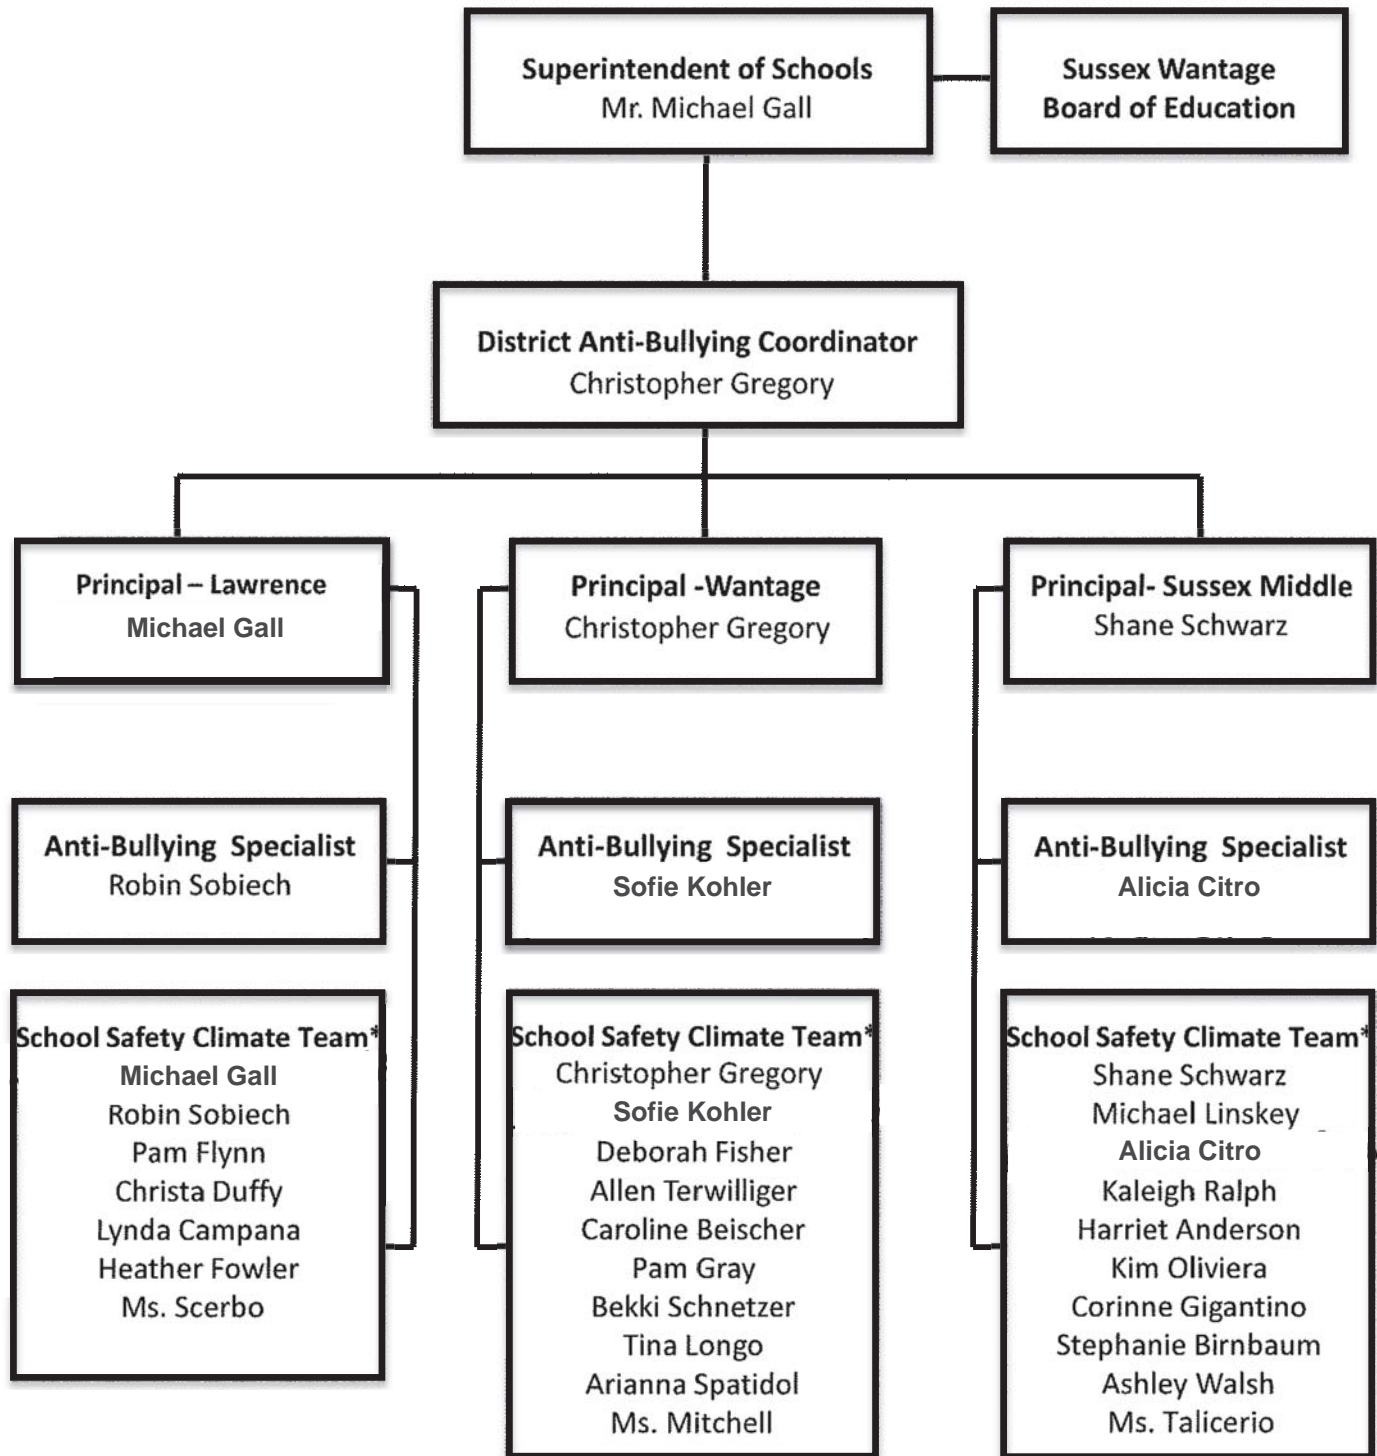 Superintendent of Schools
Mr. Michael Gall
Sussex Wantage
Board of Education
District Anti-Bullying Coordinator
Christopher Gregory
Principal – Lawrence
Michael Gall
Principal -Wantage
Christopher Gregory
Principal- Sussex Middle
Shane Schwarz
Anti-Bullying Specialist
Robin Sobiech
Anti-Bullying Specialist
Sofie Kohler
Anti-Bullying Specialist
Alicia Citro
School Safety Climate Team*
Michael Gall
Robin Sobiech
Pam Flynn
Christa Duffy
Lynda Campana
Heather Fowler
Ms. Scerbo
School Safety Climate Team*
Christopher Gregory
Sofie Kohler
Deborah Fisher
Allen Terwilliger
Caroline Beischer
Pam Gray
Bekki Schnetzer
Tina Longo
Arianna Spatidol
Ms. Mitchell
School Safety Climate Team*
Shane Schwarz
Michael Linskey
Alicia Citro
Kaleigh Ralph
Harriet Anderson
Kim Oliviera
Corinne Gigantino
Stephanie Birnbaum
Ashley Walsh
Ms. Talicerio